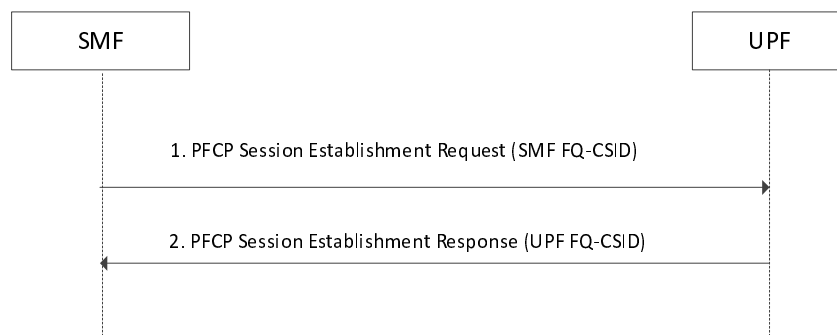 SMF
UPF
1. PFCP Session Establishment Request (SMF FQ-CSID)
2. PFCP Session Establishment Response (UPF FQ-CSID)